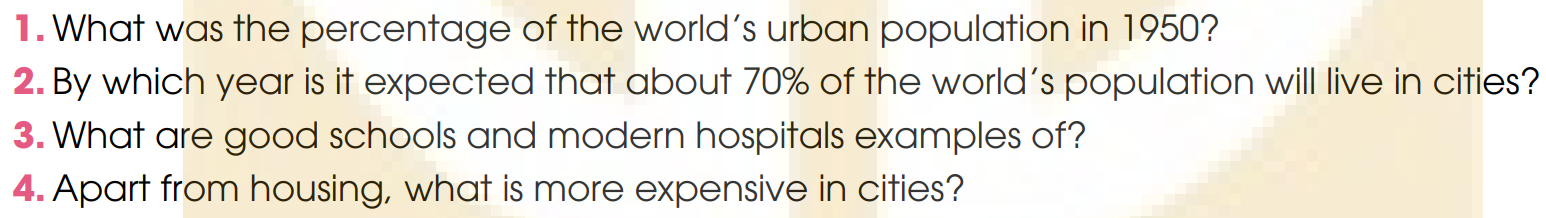 1. What was the percentage of the world's urban population in 1950?
2. By which year is it expected that about 70% of the world's population will live in cities?
3. What are good schools and modern hospitals examples of?
4. Apart from housing, what is more expensive in cities?